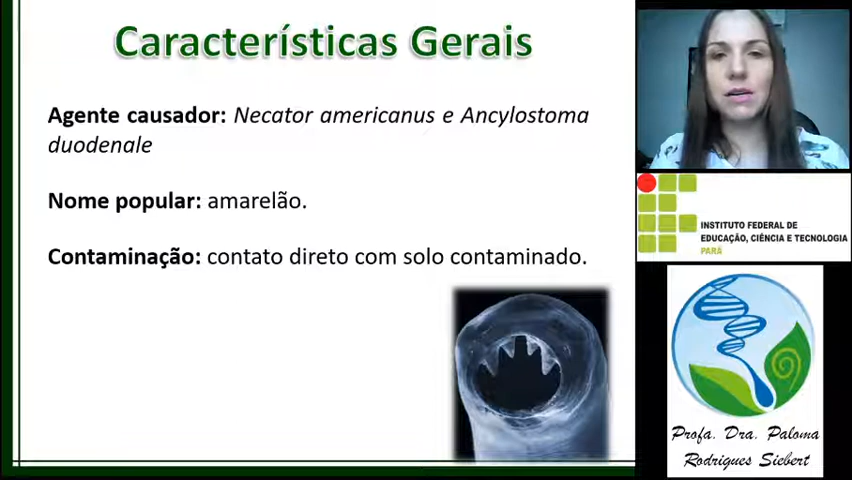 Características Gerais
Agente causador: Necator americanus e Ancylostoma
duodenale
Nome popular: amarelão.
Contaminação: contato direto com solo contaminado.
INSTITUTO FEDERAL DE
EDUCAÇÃO, CIÊNCIA E TECNOLOGIA
PARÁ
Profa. Dra. Paloma
Rodrigues Siebert